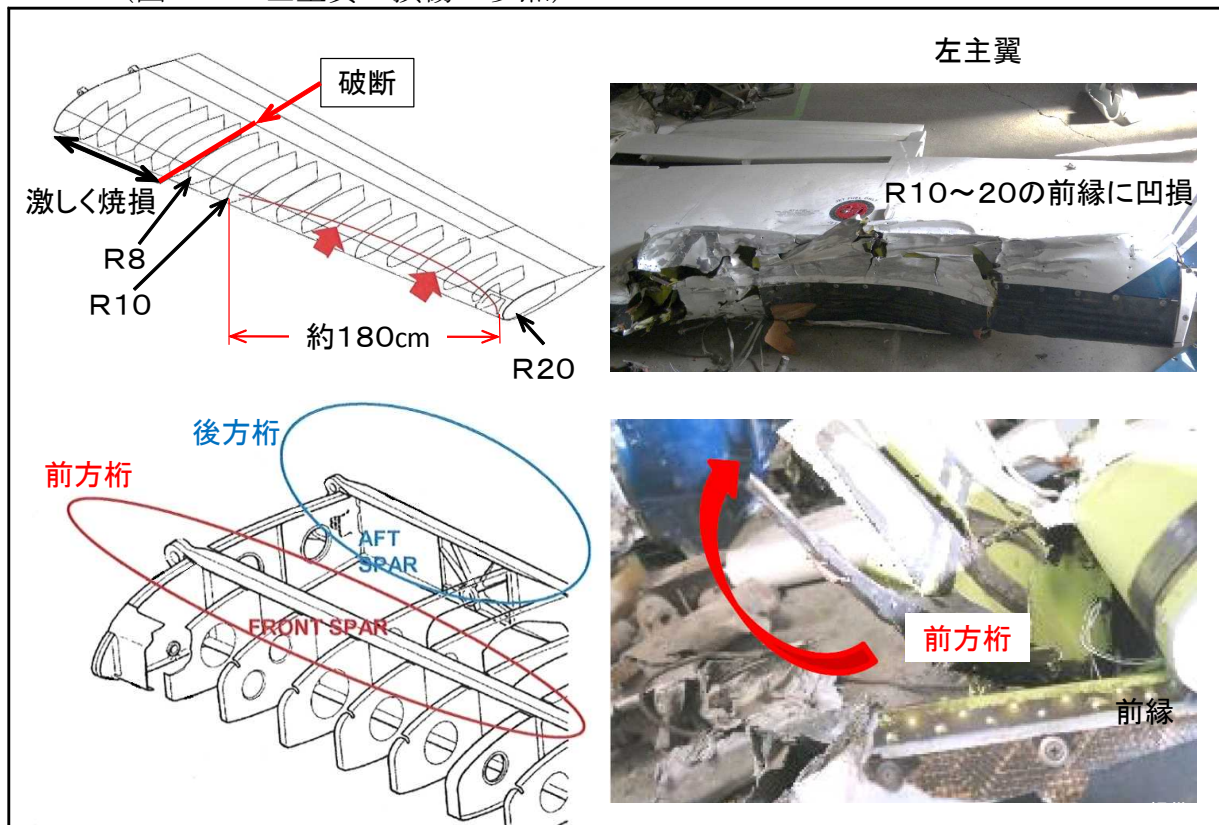 左主翼
破断
激しく焼損
R8
R10
約180cm
R20
R10～20の前縁に凹損
後方桁
前方桁
AFT
SPAR
FRONT SPAR
前方桁
前縁